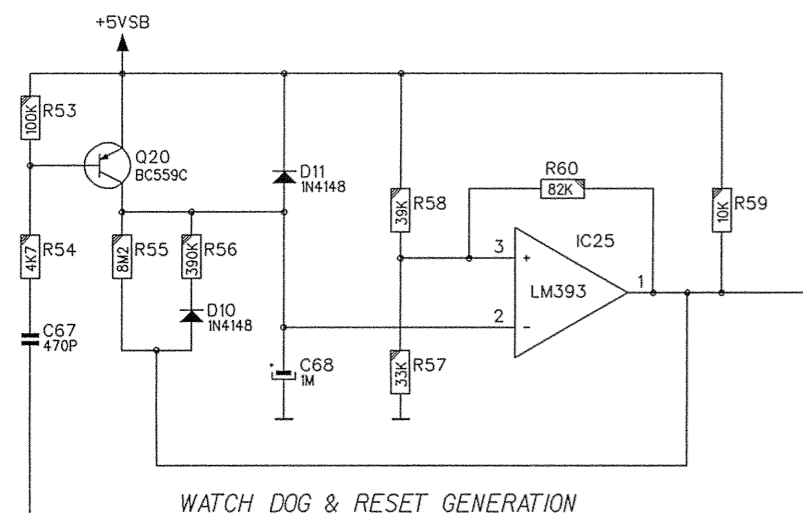 +5VSB
R53
100K
Q20
BC559C
D11
1N4148
R60
82K
R58
39K
R59
10K
R54
4K7
R55
8M2
R56
390K
IC25
3
+
LM393
1
2
-
D10
1N4148
C67
470P
+
C68
1M
R57
33K
WATCH DOG & RESET GENERATION